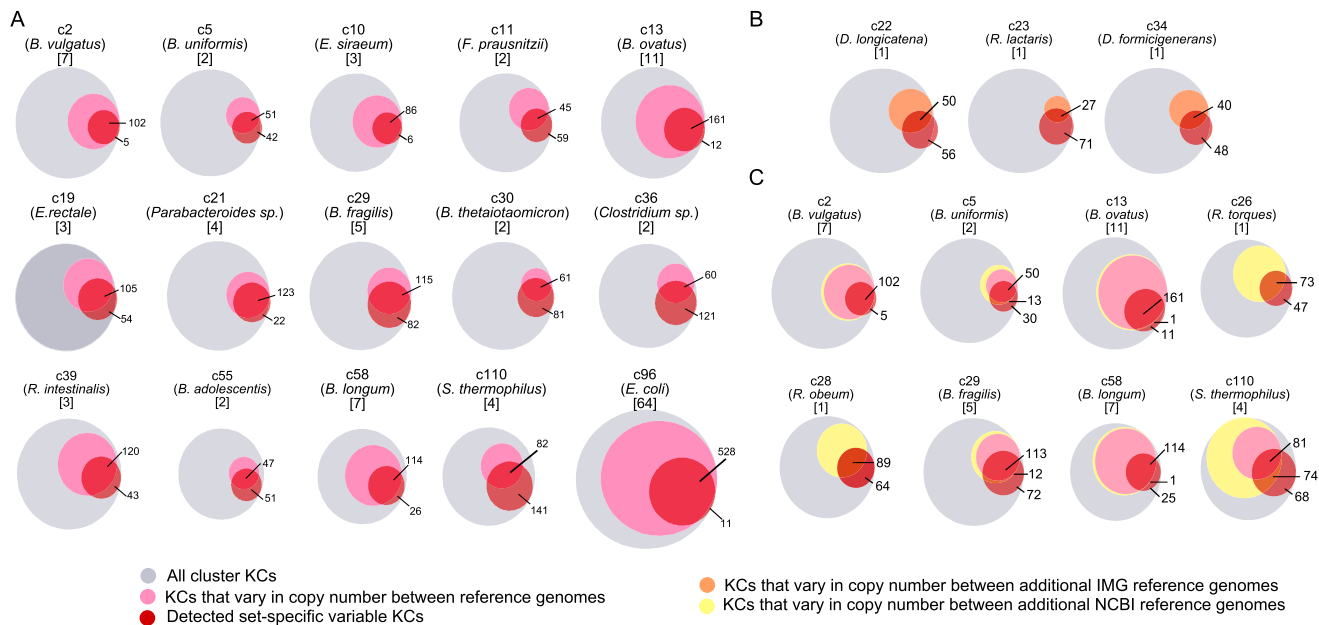 A
c2
(B. vulgatus)
[7]
102
5
c5
(B. uniformis)
[2]
51
42
c10
(E. siraeum)
[3]
86
6
c11
(F. prausnitzii)
[2]
45
59
c13
(B. ovatus)
[11]
161
12
c19
(E.rectale)
[3]
105
54
c21
(Parabacteroides sp.)
[4]
123
22
c29
(B. fragilis)
[5]
115
82
c30
(B. thetaiotaomicron)
[2]
61
81
c36
(Clostridium sp.)
[2]
60
121
c39
(R. intestinalis)
[3]
120
43
c55
(B. adolescentis)
[2]
47
51
c58
(B. longum)
[7]
114
26
c110
(S. thermophilus)
[4]
82
141
c96
(E. coli)
[64]
528
11
B
c22
(D. longicatena)
[1]
50
56
c23
(R. lactaris)
[1]
27
71
c34
(D. formicigenerans)
[1]
40
48
C
c2
(B. vulgatus)
[7]
102
5
c5
(B. uniformis)
[2]
50
13
30
c13
(B. ovatus)
[11]
161
1
11
c26
(R. torques)
[1]
73
47
c28
(R. obeum)
[1]
89
64
c29
(B. fragilis)
[5]
113
12
72
c58
(B. longum)
[7]
114
1
25
c110
(S. thermophilus)
[4]
81
74
68
All cluster KCs
KCs that vary in copy number between reference genomes
Detected set-specific variable KCs
KCs that vary in copy number between additional IMG reference genomes
KCs that vary in copy number between additional NCBI reference genomes